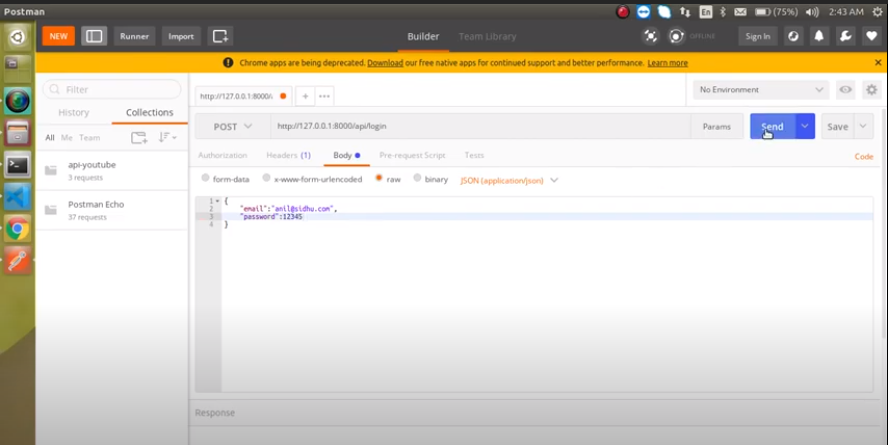 Postman
En
(75%)
2:43 AM
NEW
Runner
Import
Builder
Team Library
OFFLINE
Sign In
Chrome apps are being deprecated. Download our free native apps for continued support and better performance. Learn more
Filter
History
Collections
All Me Team
api-youtube
3 requests
Postman Echo
37 requests
http://127.0.0.1:8000/
No Environment
POST
http://127.0.0.1:8000/api/login
Params
Send
Save
Authorization
Headers (1)
Body
Pre-request Script
Tests
Code
form-data
x-www-form-urlencoded
raw
binary
JSON (application/json)
1 {
2 "email":"anil@sidhu.com",
3 "password":12345
4 }
Response